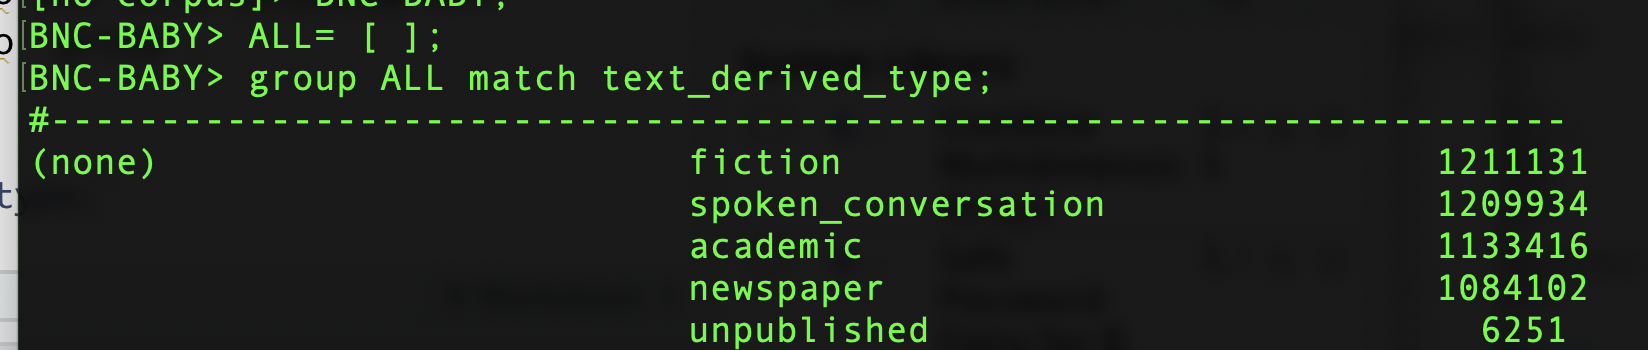 [no corpus]> BNC-BABY;
[BNC-BABY> ALL= [ ];
[BNC-BABY> group ALL match text_derived_type;
#----------------------------------------------------------------------
(none) fiction 1211131
spoken_conversation 1209934
academic 1133416
newspaper 1084102
unpublished 6251